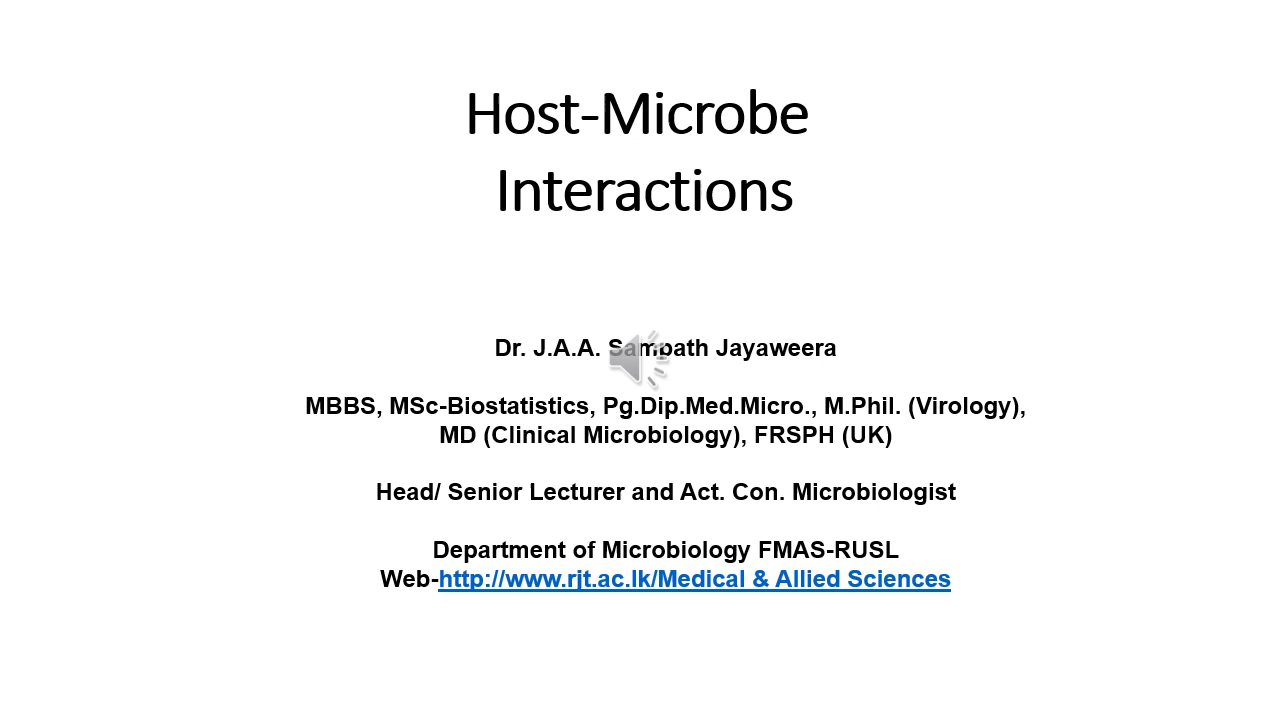 Host-Microbe
Interactions
Dr. J.A.A. Sampath Jayaweera
MBBS, MSc-Biostatistics, Pg.Dip.Med.Micro., M.Phil. (Virology),
MD (Clinical Microbiology), FRSPH (UK)
Head/ Senior Lecturer and Act. Con. Microbiologist
Department of Microbiology FMAS-RUSL
Web-http://www.rjt.ac.lk/Medical & Allied Sciences